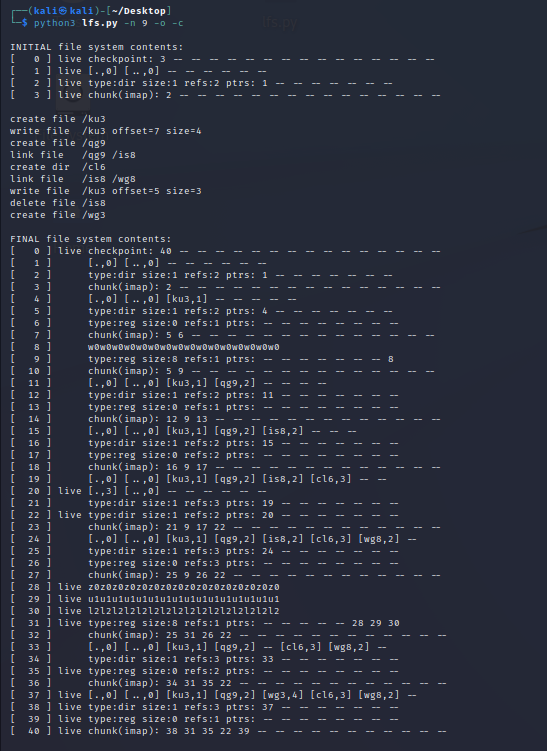 ┌──(kali㉿kali)-[~/Desktop]
└─$ python3 lfs.py -n 9 -o -c
INITIAL file system contents:
[   0 ] live checkpoint: 3 -- -- -- -- -- -- -- -- -- -- -- -- -- -- --
[   1 ] live [.,0] [..,0] -- -- -- -- -- --
[   2 ] live type:dir size:1 refs:2 ptrs: 1 -- -- -- -- -- -- --
[   3 ] live chunk(imap): 2 -- -- -- -- -- -- -- -- -- -- -- -- -- -- --
create file /ku3
write file  /ku3 offset=7 size=4
create file /qg9
link file   /qg9 /is8
create dir  /cl6
link file   /is8 /wg8
write file  /ku3 offset=5 size=3
delete file /is8
create file /wg3
FINAL file system contents:
[   0 ] live checkpoint: 40 -- -- -- -- -- -- -- -- -- -- -- -- -- -- --
[   1 ]      [.,0] [..,0] -- -- -- -- -- --
[   2 ]      type:dir size:1 refs:2 ptrs: 1 -- -- -- -- -- -- --
[   3 ]      chunk(imap): 2 -- -- -- -- -- -- -- -- -- -- -- -- -- -- --
[   4 ]      [.,0] [..,0] [ku3,1] -- -- -- -- --
[   5 ]      type:dir size:1 refs:2 ptrs: 4 -- -- -- -- -- -- --
[   6 ]      type:reg size:0 refs:1 ptrs: -- -- -- -- -- -- -- --
[   7 ]      chunk(imap): 5 6 -- -- -- -- -- -- -- -- -- -- -- -- -- --
[   8 ]      w0w0w0w0w0w0w0w0w0w0w0w0w0w0w0w0
[   9 ]      type:reg size:8 refs:1 ptrs: -- -- -- -- -- -- -- 8
[  10 ]      chunk(imap): 5 9 -- -- -- -- -- -- -- -- -- -- -- -- -- --
[  11 ]      [.,0] [..,0] [ku3,1] [qg9,2] -- -- -- --
[  12 ]      type:dir size:1 refs:2 ptrs: 11 -- -- -- -- -- -- --
[  13 ]      type:reg size:0 refs:1 ptrs: -- -- -- -- -- -- -- --
[  14 ]      chunk(imap): 12 9 13 -- -- -- -- -- -- -- -- -- -- -- -- --
[  15 ]      [.,0] [..,0] [ku3,1] [qg9,2] [is8,2] -- -- --
[  16 ]      type:dir size:1 refs:2 ptrs: 15 -- -- -- -- -- -- --
[  17 ]      type:reg size:0 refs:2 ptrs: -- -- -- -- -- -- -- --
[  18 ]      chunk(imap): 16 9 17 -- -- -- -- -- -- -- -- -- -- -- -- --
[  19 ]      [.,0] [..,0] [ku3,1] [qg9,2] [is8,2] [cl6,3] -- --
[  20 ] live [.,3] [..,0] -- -- -- -- -- --
[  21 ]      type:dir size:1 refs:3 ptrs: 19 -- -- -- -- -- -- --
[  22 ] live type:dir size:1 refs:2 ptrs: 20 -- -- -- -- -- -- --
[  23 ]      chunk(imap): 21 9 17 22 -- -- -- -- -- -- -- -- -- -- -- --
[  24 ]      [.,0] [..,0] [ku3,1] [qg9,2] [is8,2] [cl6,3] [wg8,2] --
[  25 ]      type:dir size:1 refs:3 ptrs: 24 -- -- -- -- -- -- --
[  26 ]      type:reg size:0 refs:3 ptrs: -- -- -- -- -- -- -- --
[  27 ]      chunk(imap): 25 9 26 22 -- -- -- -- -- -- -- -- -- -- -- --
[  28 ] live z0z0z0z0z0z0z0z0z0z0z0z0z0z0z0z0
[  29 ] live u1u1u1u1u1u1u1u1u1u1u1u1u1u1u1u1
[  30 ] live l2l2l2l2l2l2l2l2l2l2l2l2l2l2l2l2
[  31 ] live type:reg size:8 refs:1 ptrs: -- -- -- -- -- 28 29 30
[  32 ]      chunk(imap): 25 31 26 22 -- -- -- -- -- -- -- -- -- -- -- --
[  33 ]      [.,0] [..,0] [ku3,1] [qg9,2] -- [cl6,3] [wg8,2] --
[  34 ]      type:dir size:1 refs:3 ptrs: 33 -- -- -- -- -- -- --
[  35 ] live type:reg size:0 refs:2 ptrs: -- -- -- -- -- -- -- --
[  36 ]      chunk(imap): 34 31 35 22 -- -- -- -- -- -- -- -- -- -- -- --
[  37 ] live [.,0] [..,0] [ku3,1] [qg9,2] [wg3,4] [cl6,3] [wg8,2] --
[  38 ] live type:dir size:1 refs:3 ptrs: 37 -- -- -- -- -- -- --
[  39 ] live type:reg size:0 refs:1 ptrs: -- -- -- -- -- -- -- --
[  40 ] live chunk(imap): 38 31 35 22 39 -- -- -- -- -- -- -- -- -- -- --